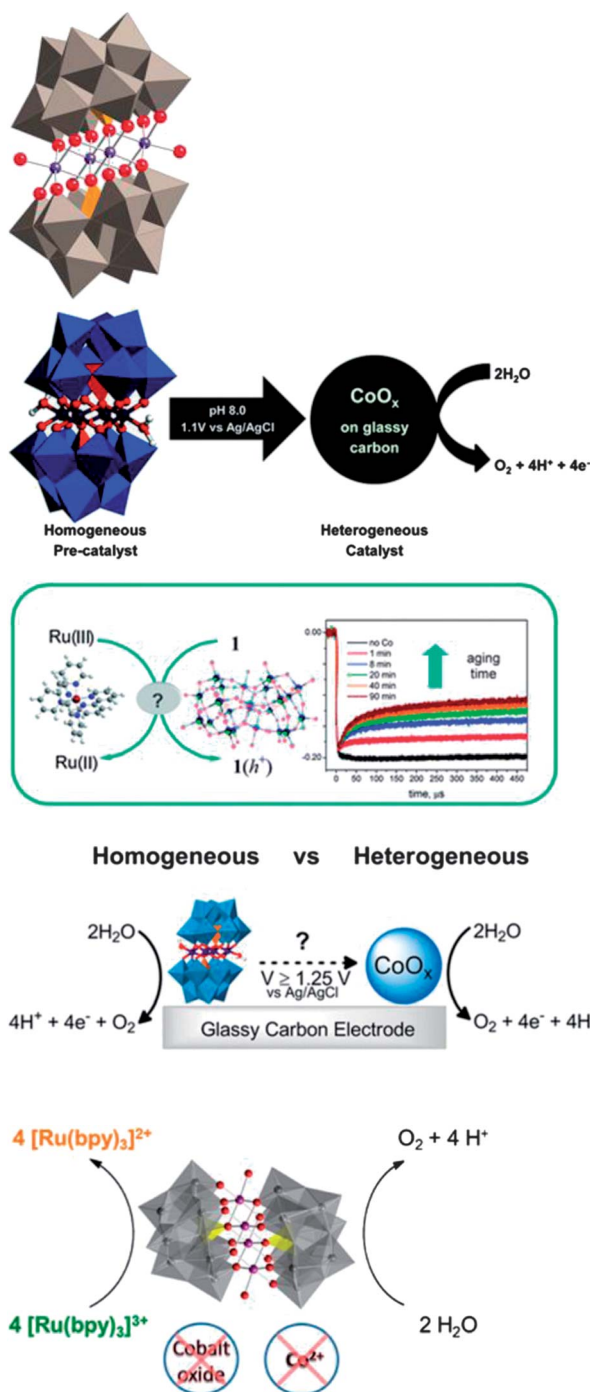 pH 8.0
1.1V vs Ag/AgCl
CoOx
on glassy
carbon
2H2O
O2 + 4H+ + 4e-
Homogeneous
Pre-catalyst
Heterogeneous
Catalyst
Ru(III)
1
?
Ru(II)
1(h+)
0.00
-0.20
no Co
1 min
8 min
20 min
40 min
90 min
aging
time
0 50 100 150 200 250 300 350 400 450
time, μs
Homogeneous vs Heterogeneous
2H2O
?
V ≥ 1.25 V
vs Ag/AgCl
CoOx
2H2O
4H+ + 4e- + O2
Glassy Carbon Electrode
O2 + 4e- + 4H
4 [Ru(bpy)3]2+
O2 + 4 H+
4 [Ru(bpy)3]3+
Cobalt
oxide
Co2+
2 H2O